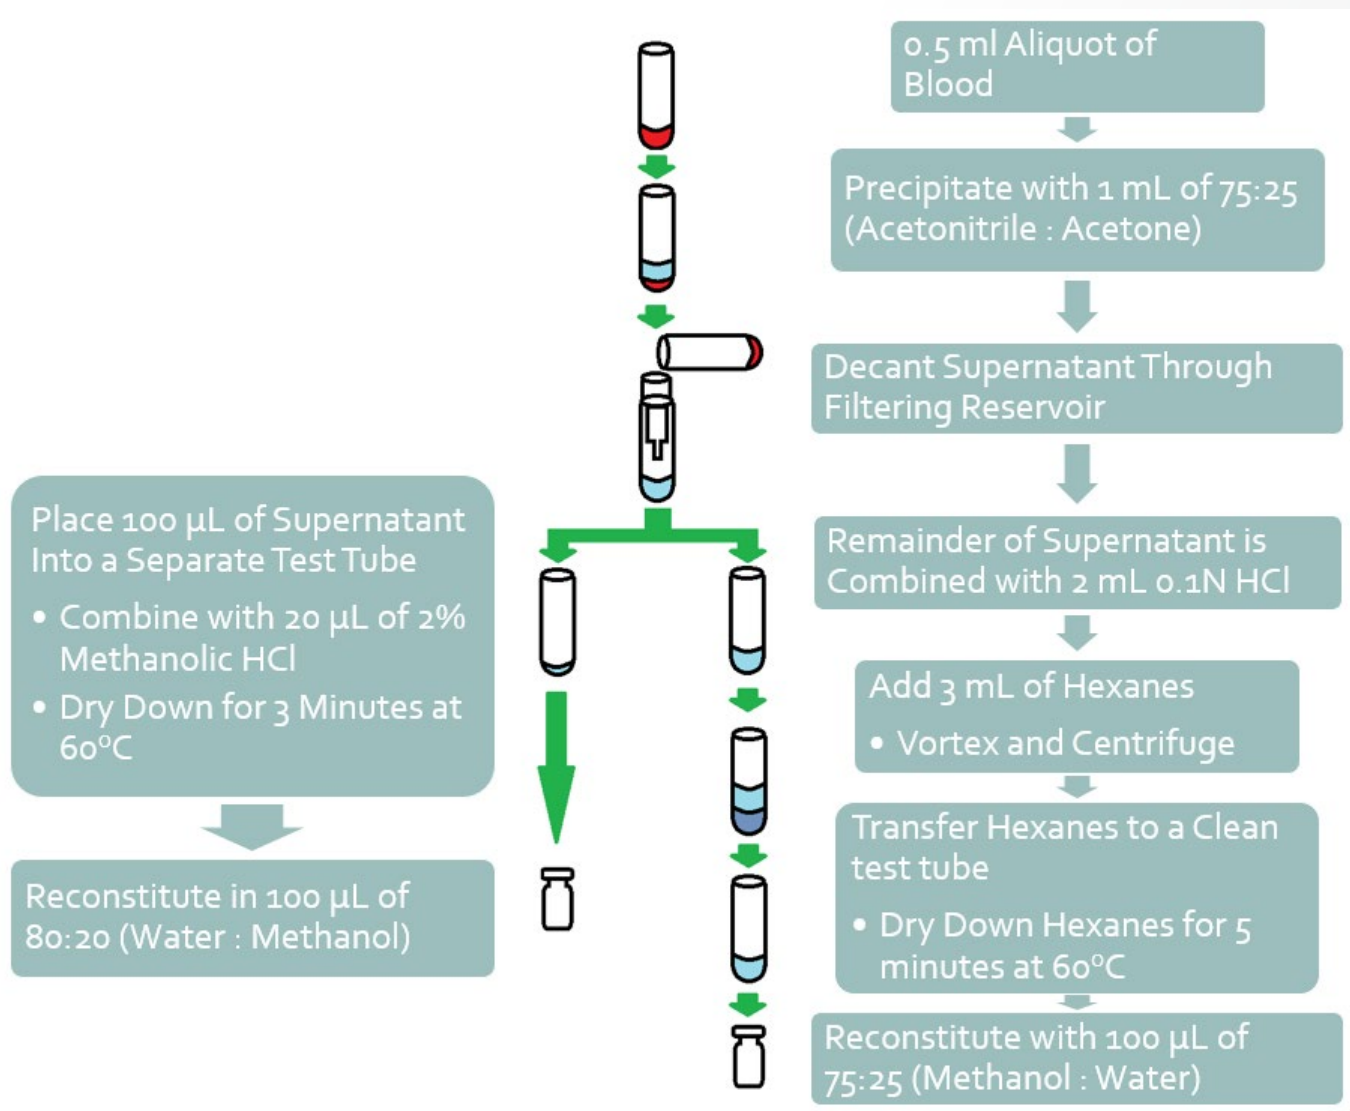 0.5 ml Aliquot of
Blood
Precipitate with 1 mL of 75:25
(Acetonitrile : Acetone)
Decant Supernatant Through
Filtering Reservoir
Remainder of Supernatant is
Combined with 2 mL 0.1N HCl
Add 3 mL of Hexanes
• Vortex and Centrifuge
Transfer Hexanes to a Clean
test tube
• Dry Down Hexanes for 5
minutes at 60⁰C
Reconstitute with 100 µL of
75:25 (Methanol : Water)
Place 100 µL of Supernatant
Into a Separate Test Tube
• Combine with 20 µL of 2%
Methanolic HCl
• Dry Down for 3 Minutes at
60⁰C
Reconstitute in 100 µL of
80:20 (Water : Methanol)